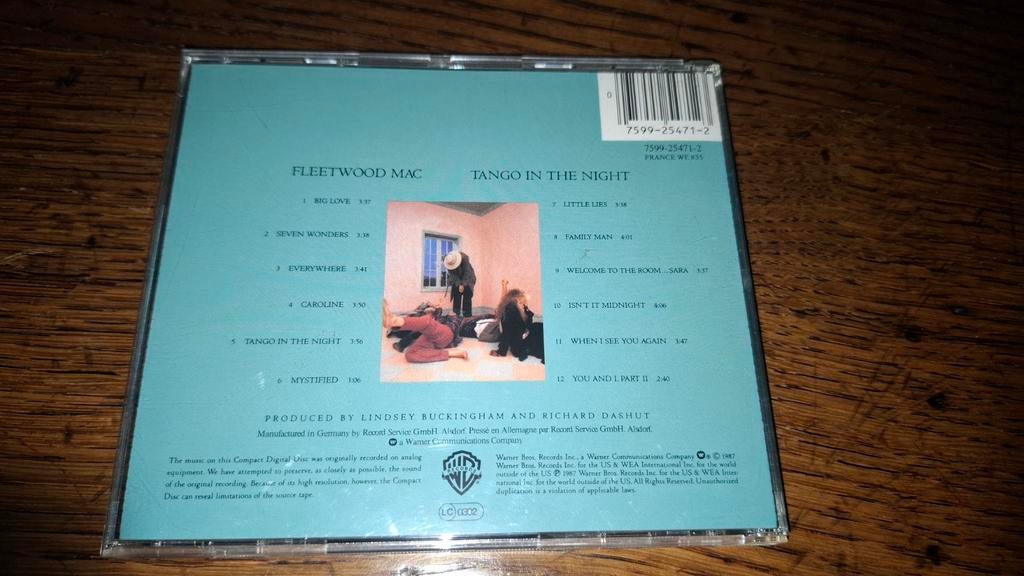 0
7599-25471-2
7599-25471-2
FRANCE WE 835
FLEETWOOD MAC TANGO IN THE NIGHT
1 BIG LOVE 3:37
2 SEVEN WONDERS 3:38
3 EVERYWHERE 3:41
4 CAROLINE 3:50
5 TANGO IN THE NIGHT 3:56
6 MYSTIFIED 3:06
7 LITTLE LIES 3:38
8 FAMILY MAN 4:01
9 WELCOME TO THE ROOM...SARA 3:37
10 ISN'T IT MIDNIGHT 4:06
11 WHEN I SEE YOU AGAIN 3:47
12 YOU AND I, PART II 2:40
PRODUCED BY LINDSEY BUCKINGHAM AND RICHARD DASHUT
Manufactured in Germany by Record Service GmbH. Alsdorf. Pressé en Allemagne par Record Service GmbH. Alsdorf.
a Warner Communications Company
The music on this Compact Digital Disc was originally recorded on analog
equipment. We have attempted to preserve, as closely as possible, the sound
of the original recording. Because of its high resolution, however, the Compact
Disc can reveal limitations of the source tape.
RECORDS
LC 0302
Warner Bros. Records Inc., a Warner Communications Company ℗ © 1987
Warner Bros. Records Inc. for the US & WEA International Inc. for the world
outside of the US ℗ 1987 Warner Bros. Records Inc. for the US & WEA Inter-
national Inc. for the world outside of the US. All Rights Reserved. Unauthorized
duplication is a violation of applicable laws.